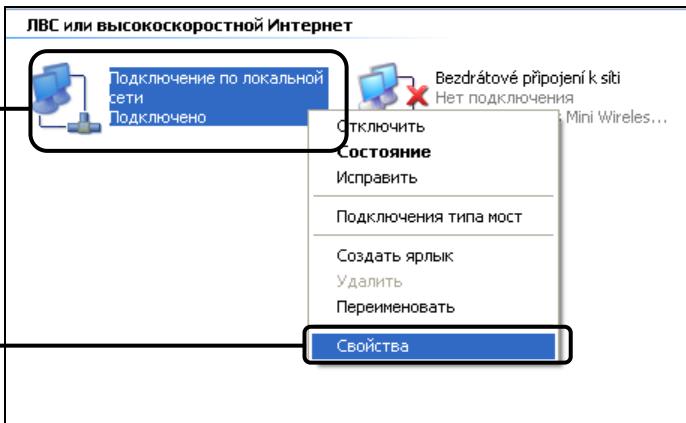 ЛВС или высокоскоростной Интернет
Подключение по локальной
сети
Подключено
Bezdrátové připojení k síti
Нет подключения
Mini Wireles...
Отключить
Состояние
Исправить
Подключения типа мост
Создать ярлык
Удалить
Переименовать
Свойства